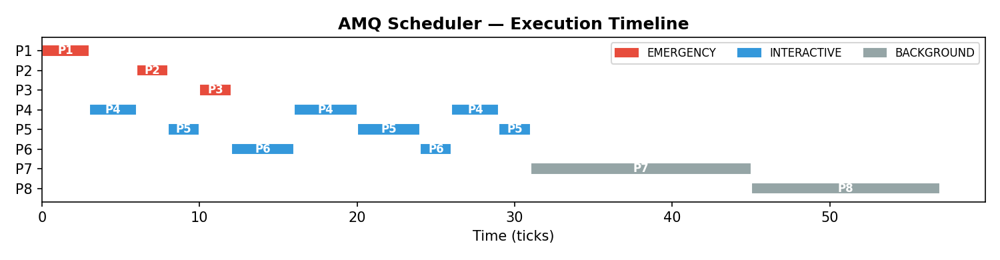 AMQ Scheduler — Execution Timeline
EMERGENCY INTERACTIVE BACKGROUND
P1 P1
P2 P2
P3 P3
P4 P4 P4 P4
P5 P5 P5 P5
P6 P6 P6
P7 P7
P8 P8
0 10 20 30 40 50
Time (ticks)